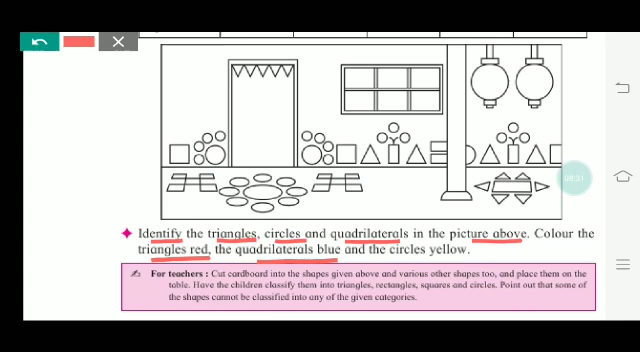 08:31
Identify the triangles, circles and quadrilaterals in the picture above. Colour the
triangles red, the quadrilaterals blue and the circles yellow.
For teachers : Cut cardboard into the shapes given above and various other shapes too, and place them on the
table. Have the children classify them into triangles, rectangles, squares and circles. Point out that some of
the shapes cannot be classified into any of the given categories.